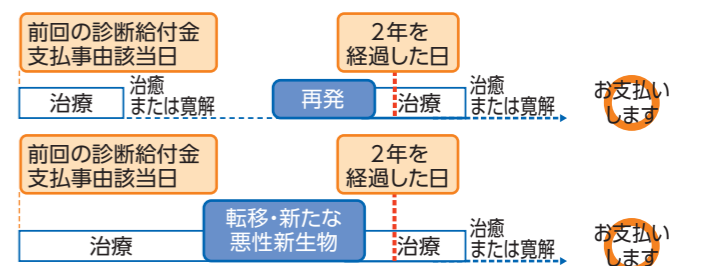 前回の診断給付金
支払事由該当日
2年を
経過した日
治療
治癒
または寛解
再発
治療
治癒
または寛解
お支払い
します
前回の診断給付金
支払事由該当日
2年を
経過した日
治療
転移・新たな
悪性新生物
治療
治癒
または寛解
お支払い
します